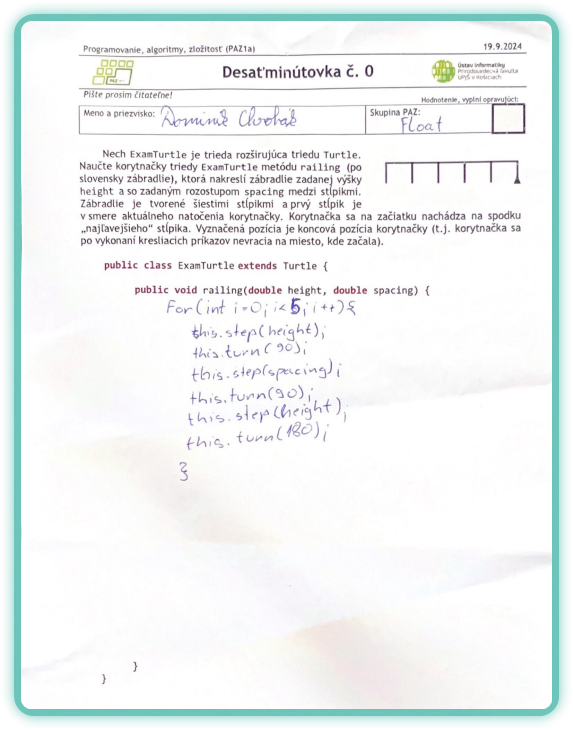 Programovanie, algoritmy, zložitosť (PAZ1a)
19.9.2024
Desaťminútovka č. 0
Ústav informatiky
Prírodovedecká fakulta
UPJŠ v Košiciach
Píšte prosím čitateľne!
Hodnotenie, vyplní opravujúci:
Meno a priezvisko: Dominik
Skupina PAZ:
Float
Nech ExamTurtle je trieda rozširujúca triedu Turtle.
Naučte korytnačky triedy ExamTurtle metódu railing (po
slovensky zábradlie), ktorá nakreslí zábradlie zadanej výšky
height a so zadaným rozostupom spacing medzi stĺpikmi.
Zábradlie je tvorené šiestimi stĺpikmi a prvý stĺpik je
v smere aktuálneho natočenia korytnačky. Korytnačka sa na začiatku nachádza na spodku
„najľavejšieho“ stĺpika. Vyznačená pozícia je koncová pozícia korytnačky (t.j. korytnačka sa
po vykonaní kresliacich príkazov nevracia na miesto, kde začala).
public class ExamTurtle extends Turtle {
public void railing(double height, double spacing) {
For(int i=0; i<5; i++){
this.step(height);
this.turn(90);
this.step(spacing);
this.turn(90);
this.step(height);
this.turn(180);
}
}
}